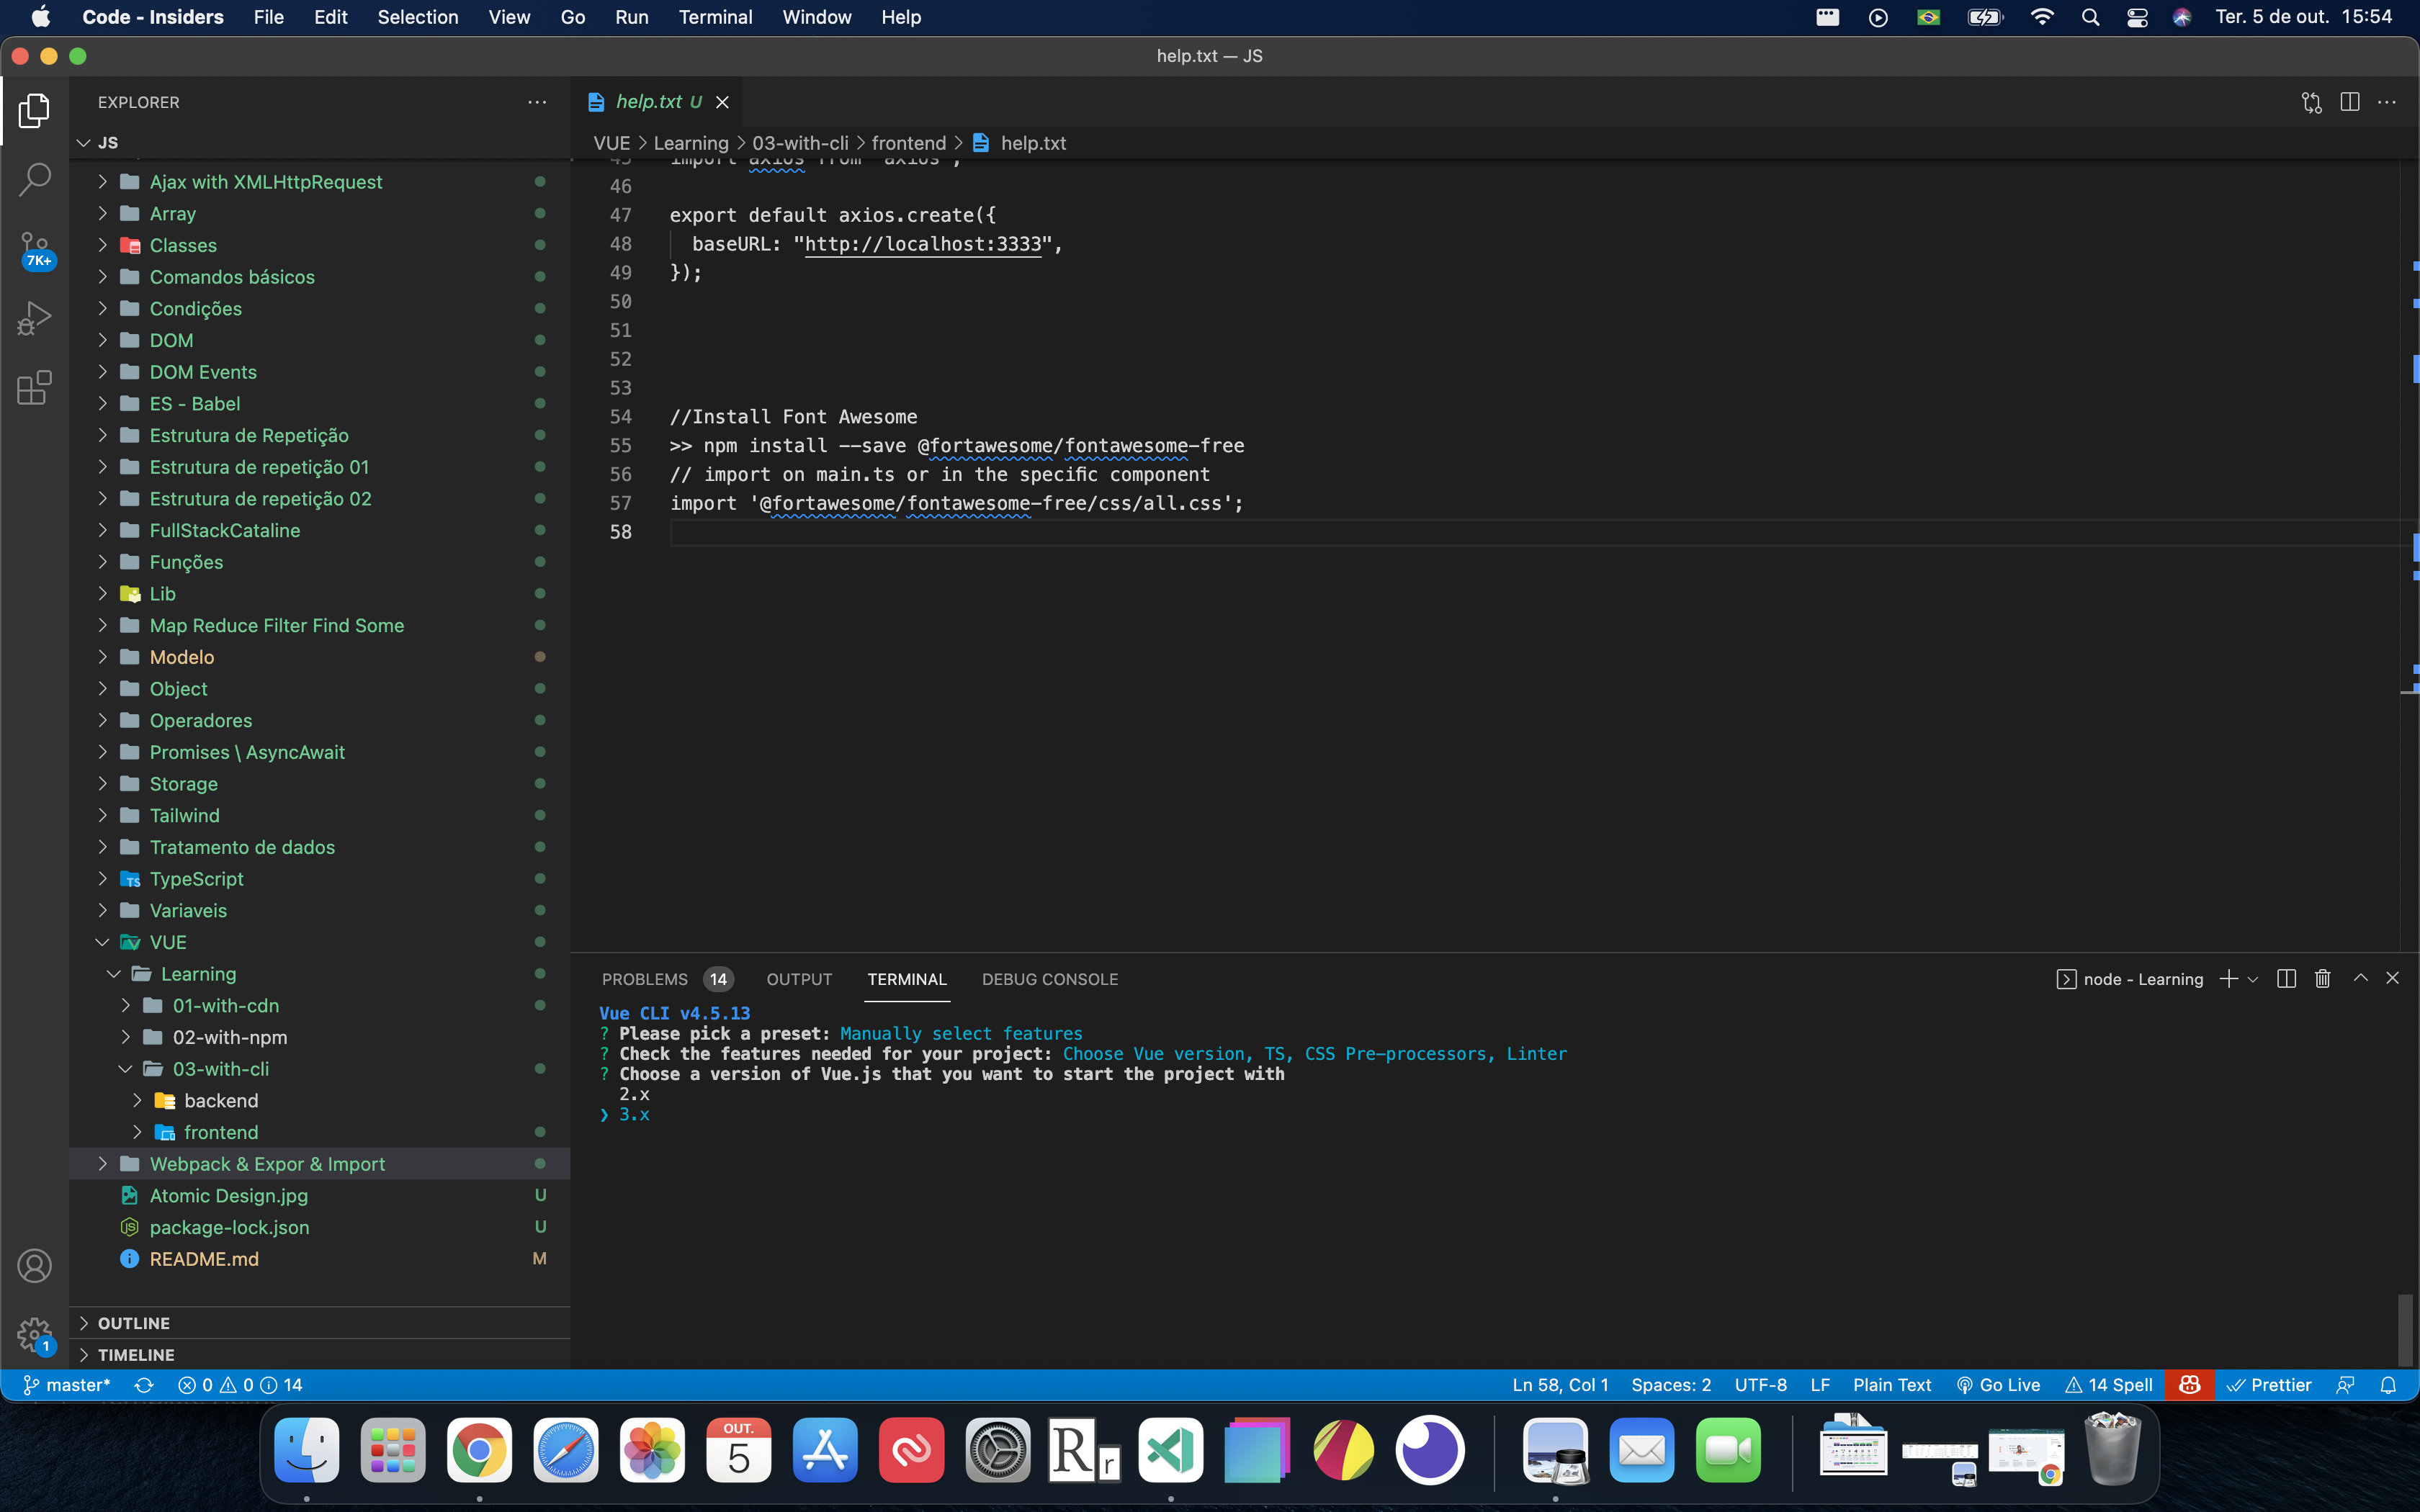 Code - Insiders File Edit Selection View Go Run Terminal Window Help Ter. 5 de out. 15:54
help.txt — JS
EXPLORER
JS
Ajax with XMLHttpRequest
Array
Classes
7K+
Comandos básicos
Condições
DOM
DOM Events
ES - Babel
Estrutura de Repetição
Estrutura de repetição 01
Estrutura de repetição 02
FullStackCataline
Funções
Lib
Map Reduce Filter Find Some
Modelo
Object
Operadores
Promises \ AsyncAwait
Storage
Tailwind
Tratamento de dados
TS TypeScript
Variaveis
VUE
Learning
01-with-cdn
02-with-npm
03-with-cli
backend
frontend
Webpack & Expor & Import
Atomic Design.jpg U
package-lock.json U
README.md M
OUTLINE
1
TIMELINE
help.txt U
VUE > Learning > 03-with-cli > frontend > help.txt
45 import axios from 'axios';
46
47 export default axios.create({
48 baseURL: "http://localhost:3333",
49 });
50
51
52
53
54 //Install Font Awesome
55 >> npm install --save @fortawesome/fontawesome-free
56 // import on main.ts or in the specific component
57 import '@fortawesome/fontawesome-free/css/all.css';
58
PROBLEMS 14 OUTPUT TERMINAL DEBUG CONSOLE node - Learning
Vue CLI v4.5.13
? Please pick a preset: Manually select features
? Check the features needed for your project: Choose Vue version, TS, CSS Pre-processors, Linter
? Choose a version of Vue.js that you want to start the project with
2.x
❯ 3.x
master* 0 0 14 Ln 58, Col 1 Spaces: 2 UTF-8 LF Plain Text Go Live 14 Spell Prettier
OUT.
5
R r